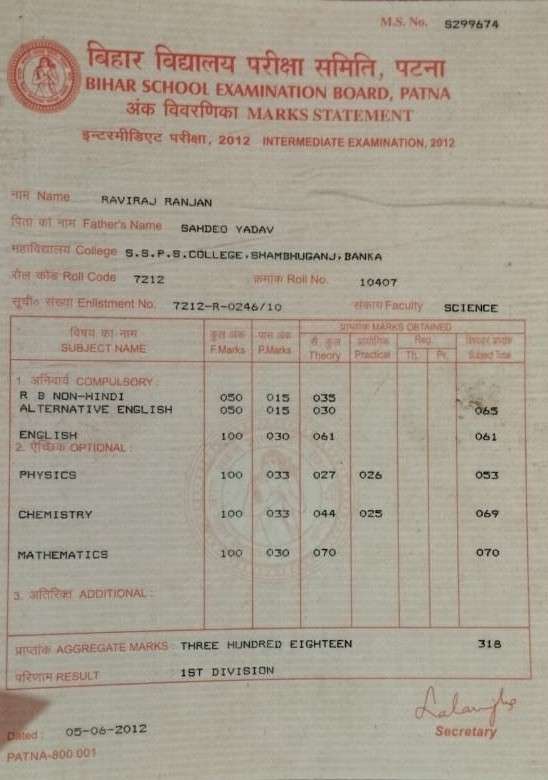 M.S. No. S299674
बिहार विद्यालय परीक्षा समिति, पटना
BIHAR SCHOOL EXAMINATION BOARD, PATNA
अंक विवरणिका MARKS STATEMENT
इन्टरमीडिएट परीक्षा, 2012 INTERMEDIATE EXAMINATION, 2012
नाम Name RAVIRAJ RANJAN
पिता का नाम Father's Name SAHDEO YADAV
महाविद्यालय College S.S.P.S.COLLEGE,SHAMBHUGANJ,BANKA
रौल कोड Roll Code 7212 क्रमांक Roll No. 10407
सूची० संख्या Enlistment No. 7212-R-0246/10 संकाय Faculty SCIENCE
विषय का नाम कुल अंक पास अंक प्राप्तांक MARKS OBTAINED
SUBJECT NAME F.Marks P.Marks Theory प्रायोगिक Practical Reg. Th. Pr. Subject Total
1. अनिवार्य COMPULSORY :
R B NON-HINDI 050 015 035
ALTERNATIVE ENGLISH 050 015 030 065
ENGLISH 100 030 061 061
2. ऐच्छिक OPTIONAL :
PHYSICS 100 033 027 026 053
CHEMISTRY 100 033 044 025 069
MATHEMATICS 100 030 070 070
3. अतिरिक्त ADDITIONAL :
प्राप्तांक AGGREGATE MARKS : THREE HUNDRED EIGHTEEN 318
परिणाम RESULT 1ST DIVISION
Dated : 05-06-2012
Secretary
PATNA-800 001